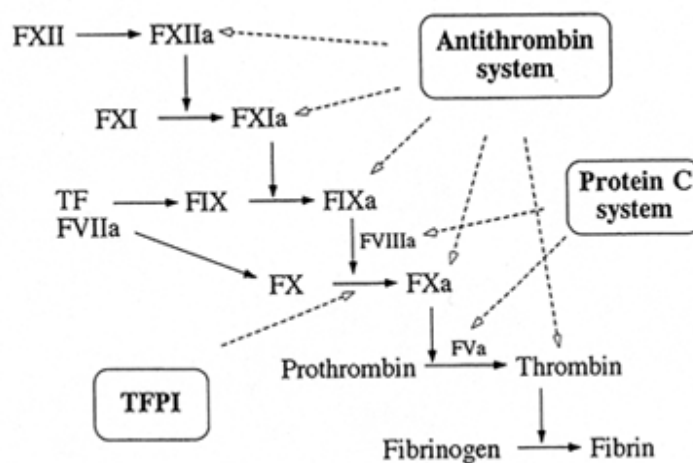 FXII FXIIa
Antithrombin
system
FXI FXIa
TF FIX FIXa
FVIIa
Protein C
system
FVIIIa
FX FXa
FVa
Prothrombin Thrombin
TFPI
Fibrinogen Fibrin